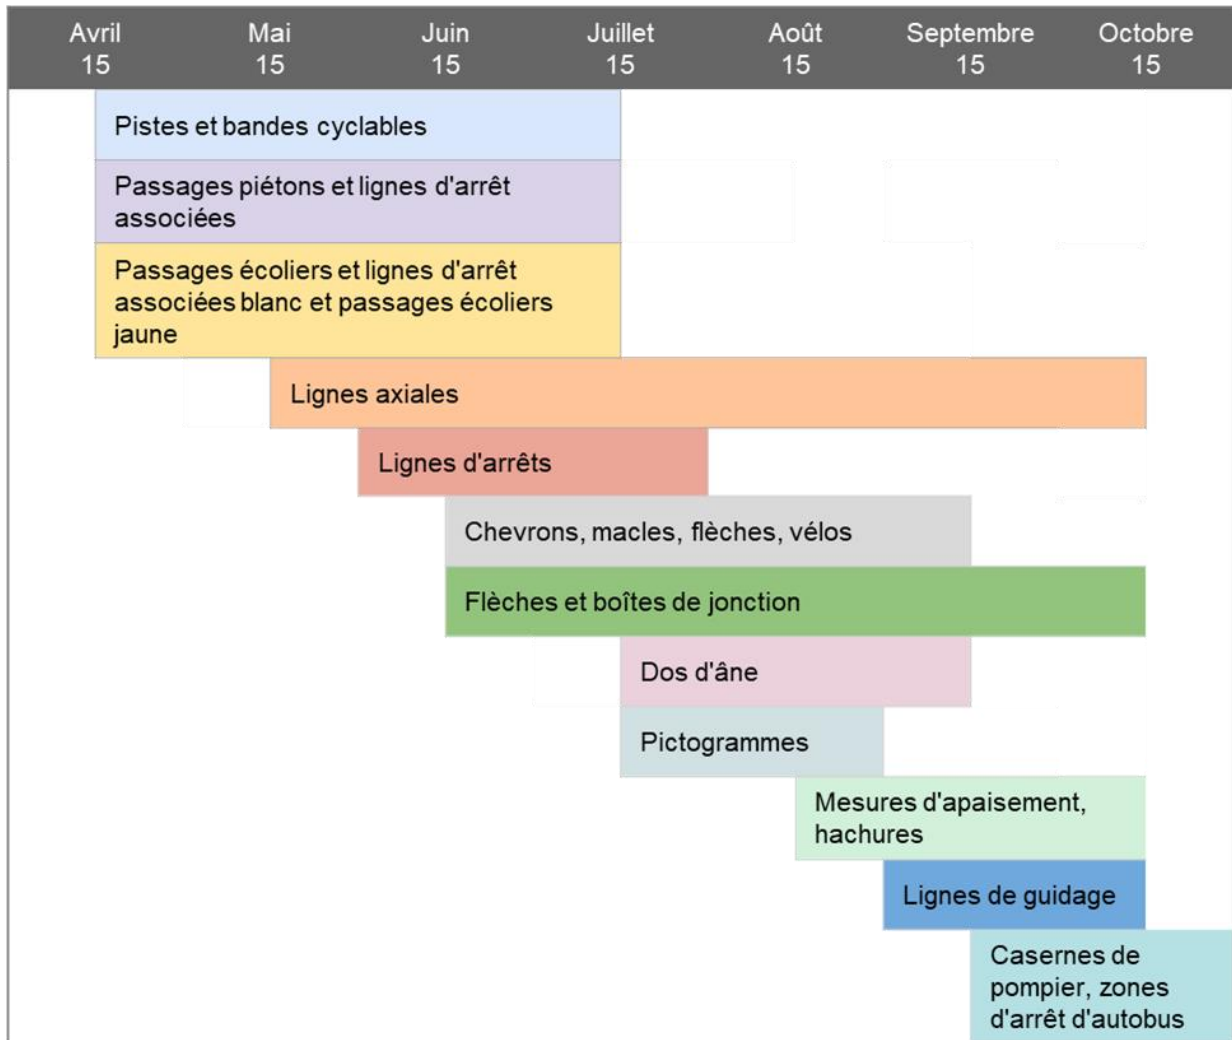 Avril Mai Juin Juillet Août Septembre Octobre
15 15 15 15 15 15 15
Pistes et bandes cyclables
Passages piétons et lignes d'arrêt
associées
Passages écoliers et lignes d'arrêt
associées blanc et passages écoliers
jaune
Lignes axiales
Lignes d'arrêts
Chevrons, macles, flèches, vélos
Flèches et boîtes de jonction
Dos d'âne
Pictogrammes
Mesures d'apaisement,
hachures
Lignes de guidage
Casernes de
pompier, zones
d'arrêt d'autobus